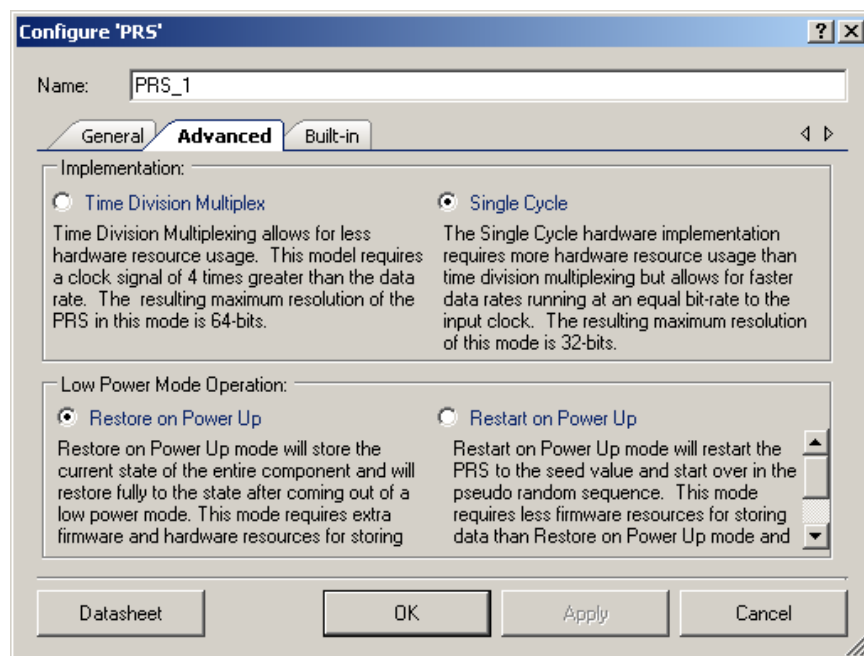 Configure 'PRS'
Name: PRS_1
General Advanced Built-in
Implementation:
Time Division Multiplex
Time Division Multiplexing allows for less
hardware resource usage. This model requires
a clock signal of 4 times greater than the data
rate. The resulting maximum resolution of the
PRS in this mode is 64-bits.
Single Cycle
The Single Cycle hardware implementation
requires more hardware resource usage than
time division multiplexing but allows for faster
data rates running at an equal bit-rate to the
input clock. The resulting maximum resolution
of this mode is 32-bits.
Low Power Mode Operation:
Restore on Power Up
Restore on Power Up mode will store the
current state of the entire component and will
restore fully to the state after coming out of a
low power mode. This mode requires extra
firmware and hardware resources for storing
Restart on Power Up
Restart on Power Up mode will restart the
PRS to the seed value and start over in the
pseudo random sequence. This mode
requires less firmware resources for storing
data than Restore on Power Up mode and
Datasheet OK Apply Cancel